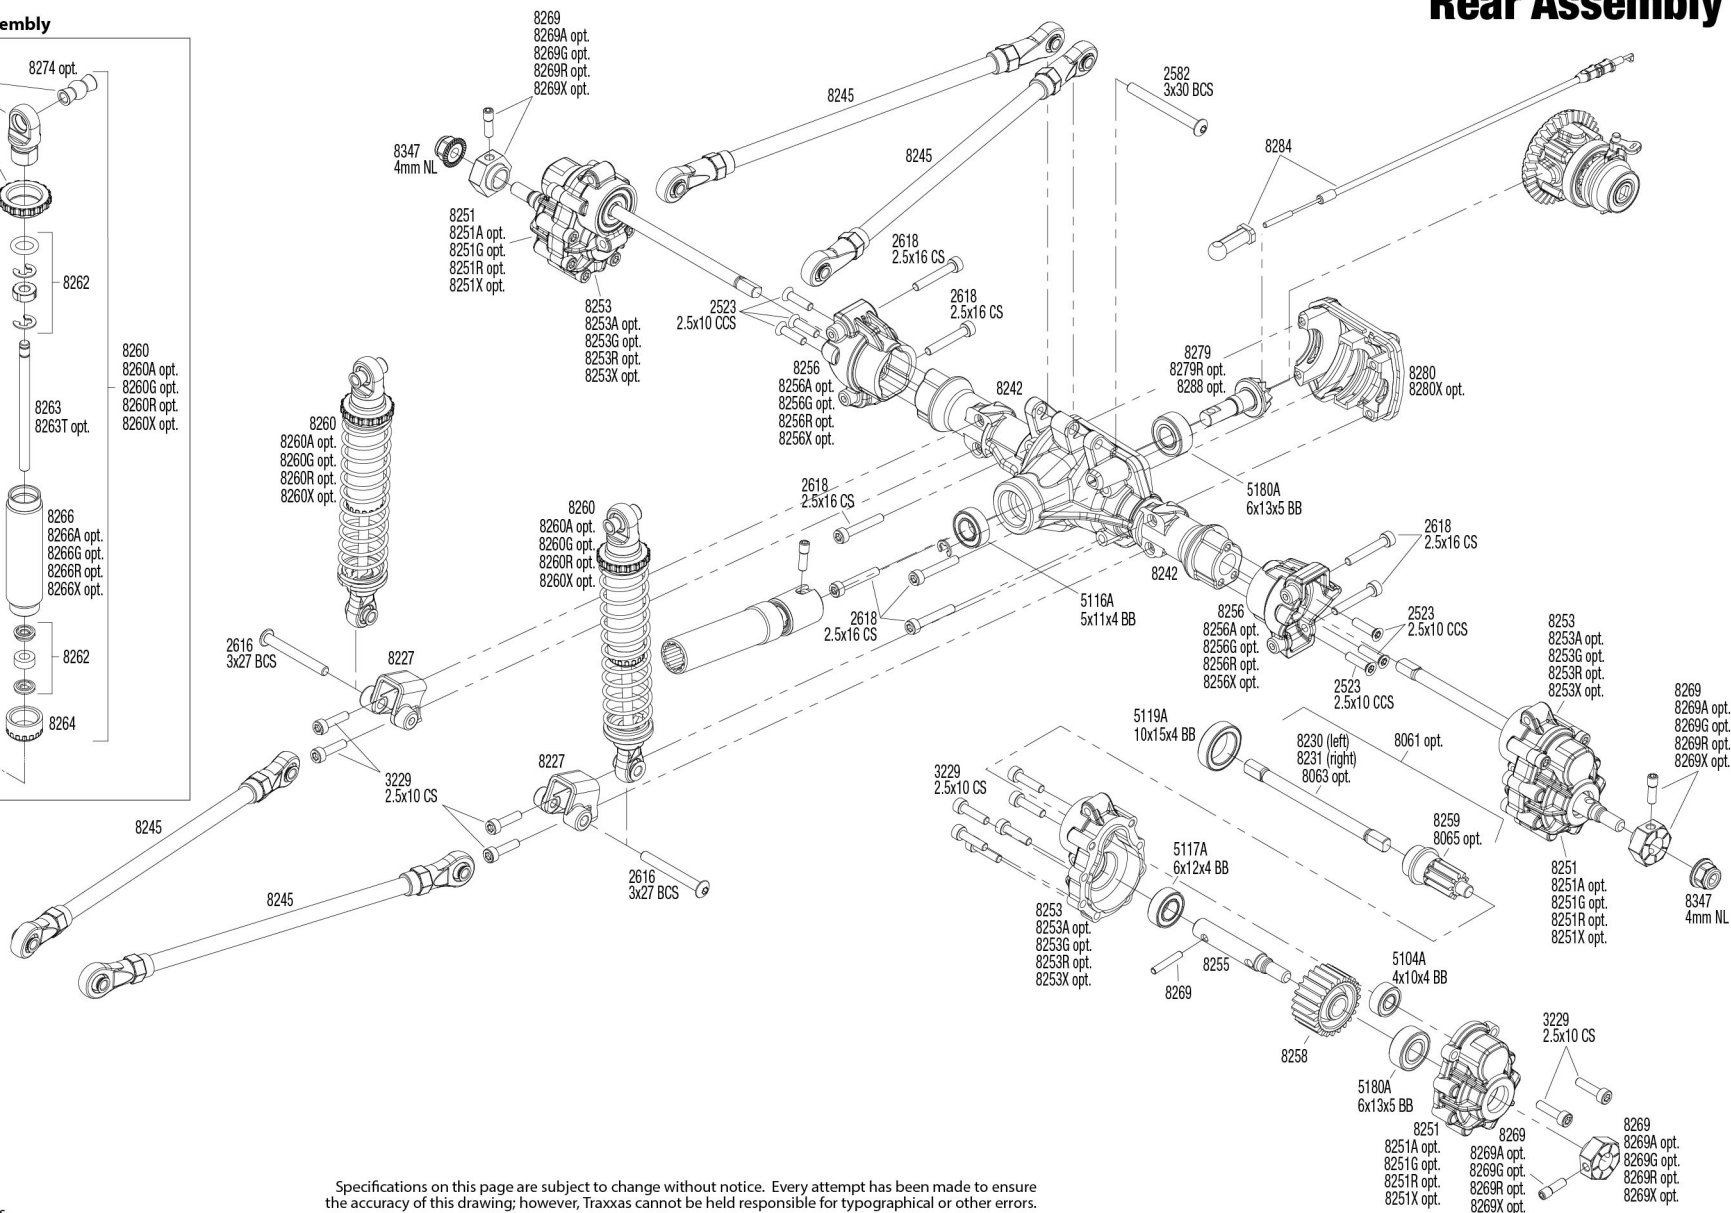 embly
Rear Assembly
8274 opt.
8262
8263
8263T opt.
8260
8260A opt.
8260G opt.
8260R opt.
8260X opt.
8266
8266A opt.
8266G opt.
8266R opt.
8266X opt.
8262
8264
8269
8269A opt.
8269G opt.
8269R opt.
8269X opt.
8347
4mm NL
8251
8251A opt.
8251G opt.
8251R opt.
8251X opt.
8253
8253A opt.
8253G opt.
8253R opt.
8253X opt.
8245
8245
2582
3x30 BCS
8284
2618
2.5x16 CS
2618
2.5x16 CS
2523
2.5x10 CCS
8256
8256A opt.
8256G opt.
8256R opt.
8256X opt.
8242
8279
8279R opt.
8288 opt.
8280
8280X opt.
5180A
6x13x5 BB
8260
8260A opt.
8260G opt.
8260R opt.
8260X opt.
8260
8260A opt.
8260G opt.
8260R opt.
8260X opt.
2618
2.5x16 CS
2618
2.5x16 CS
5116A
5x11x4 BB
8242
2618
2.5x16 CS
8256
8256A opt.
8256G opt.
8256R opt.
8256X opt.
2523
2.5x10 CCS
2523
2.5x10 CCS
8253
8253A opt.
8253G opt.
8253R opt.
8253X opt.
8269
8269A opt.
8269G opt.
8269R opt.
8269X opt.
2616
3x27 BCS
8227
3229
2.5x10 CS
8227
2616
3x27 BCS
8245
8245
5119A
10x15x4 BB
8230 (left)
8231 (right)
8063 opt.
8061 opt.
3229
2.5x10 CS
8259
8065 opt.
5117A
6x12x4 BB
8253
8253A opt.
8253G opt.
8253R opt.
8253X opt.
8251
8251A opt.
8251G opt.
8251R opt.
8251X opt.
8347
4mm NL
8255
8269
5104A
4x10x4 BB
8258
5180A
6x13x5 BB
3229
2.5x10 CS
8251
8251A opt.
8251G opt.
8251R opt.
8251X opt.
8269
8269A opt.
8269G opt.
8269R opt.
8269X opt.
8269
8269A opt.
8269G opt.
8269R opt.
8269X opt.
Specifications on this page are subject to change without notice. Every attempt has been made to ensure
the accuracy of this drawing; however, Traxxas cannot be held responsible for typographical or other errors.